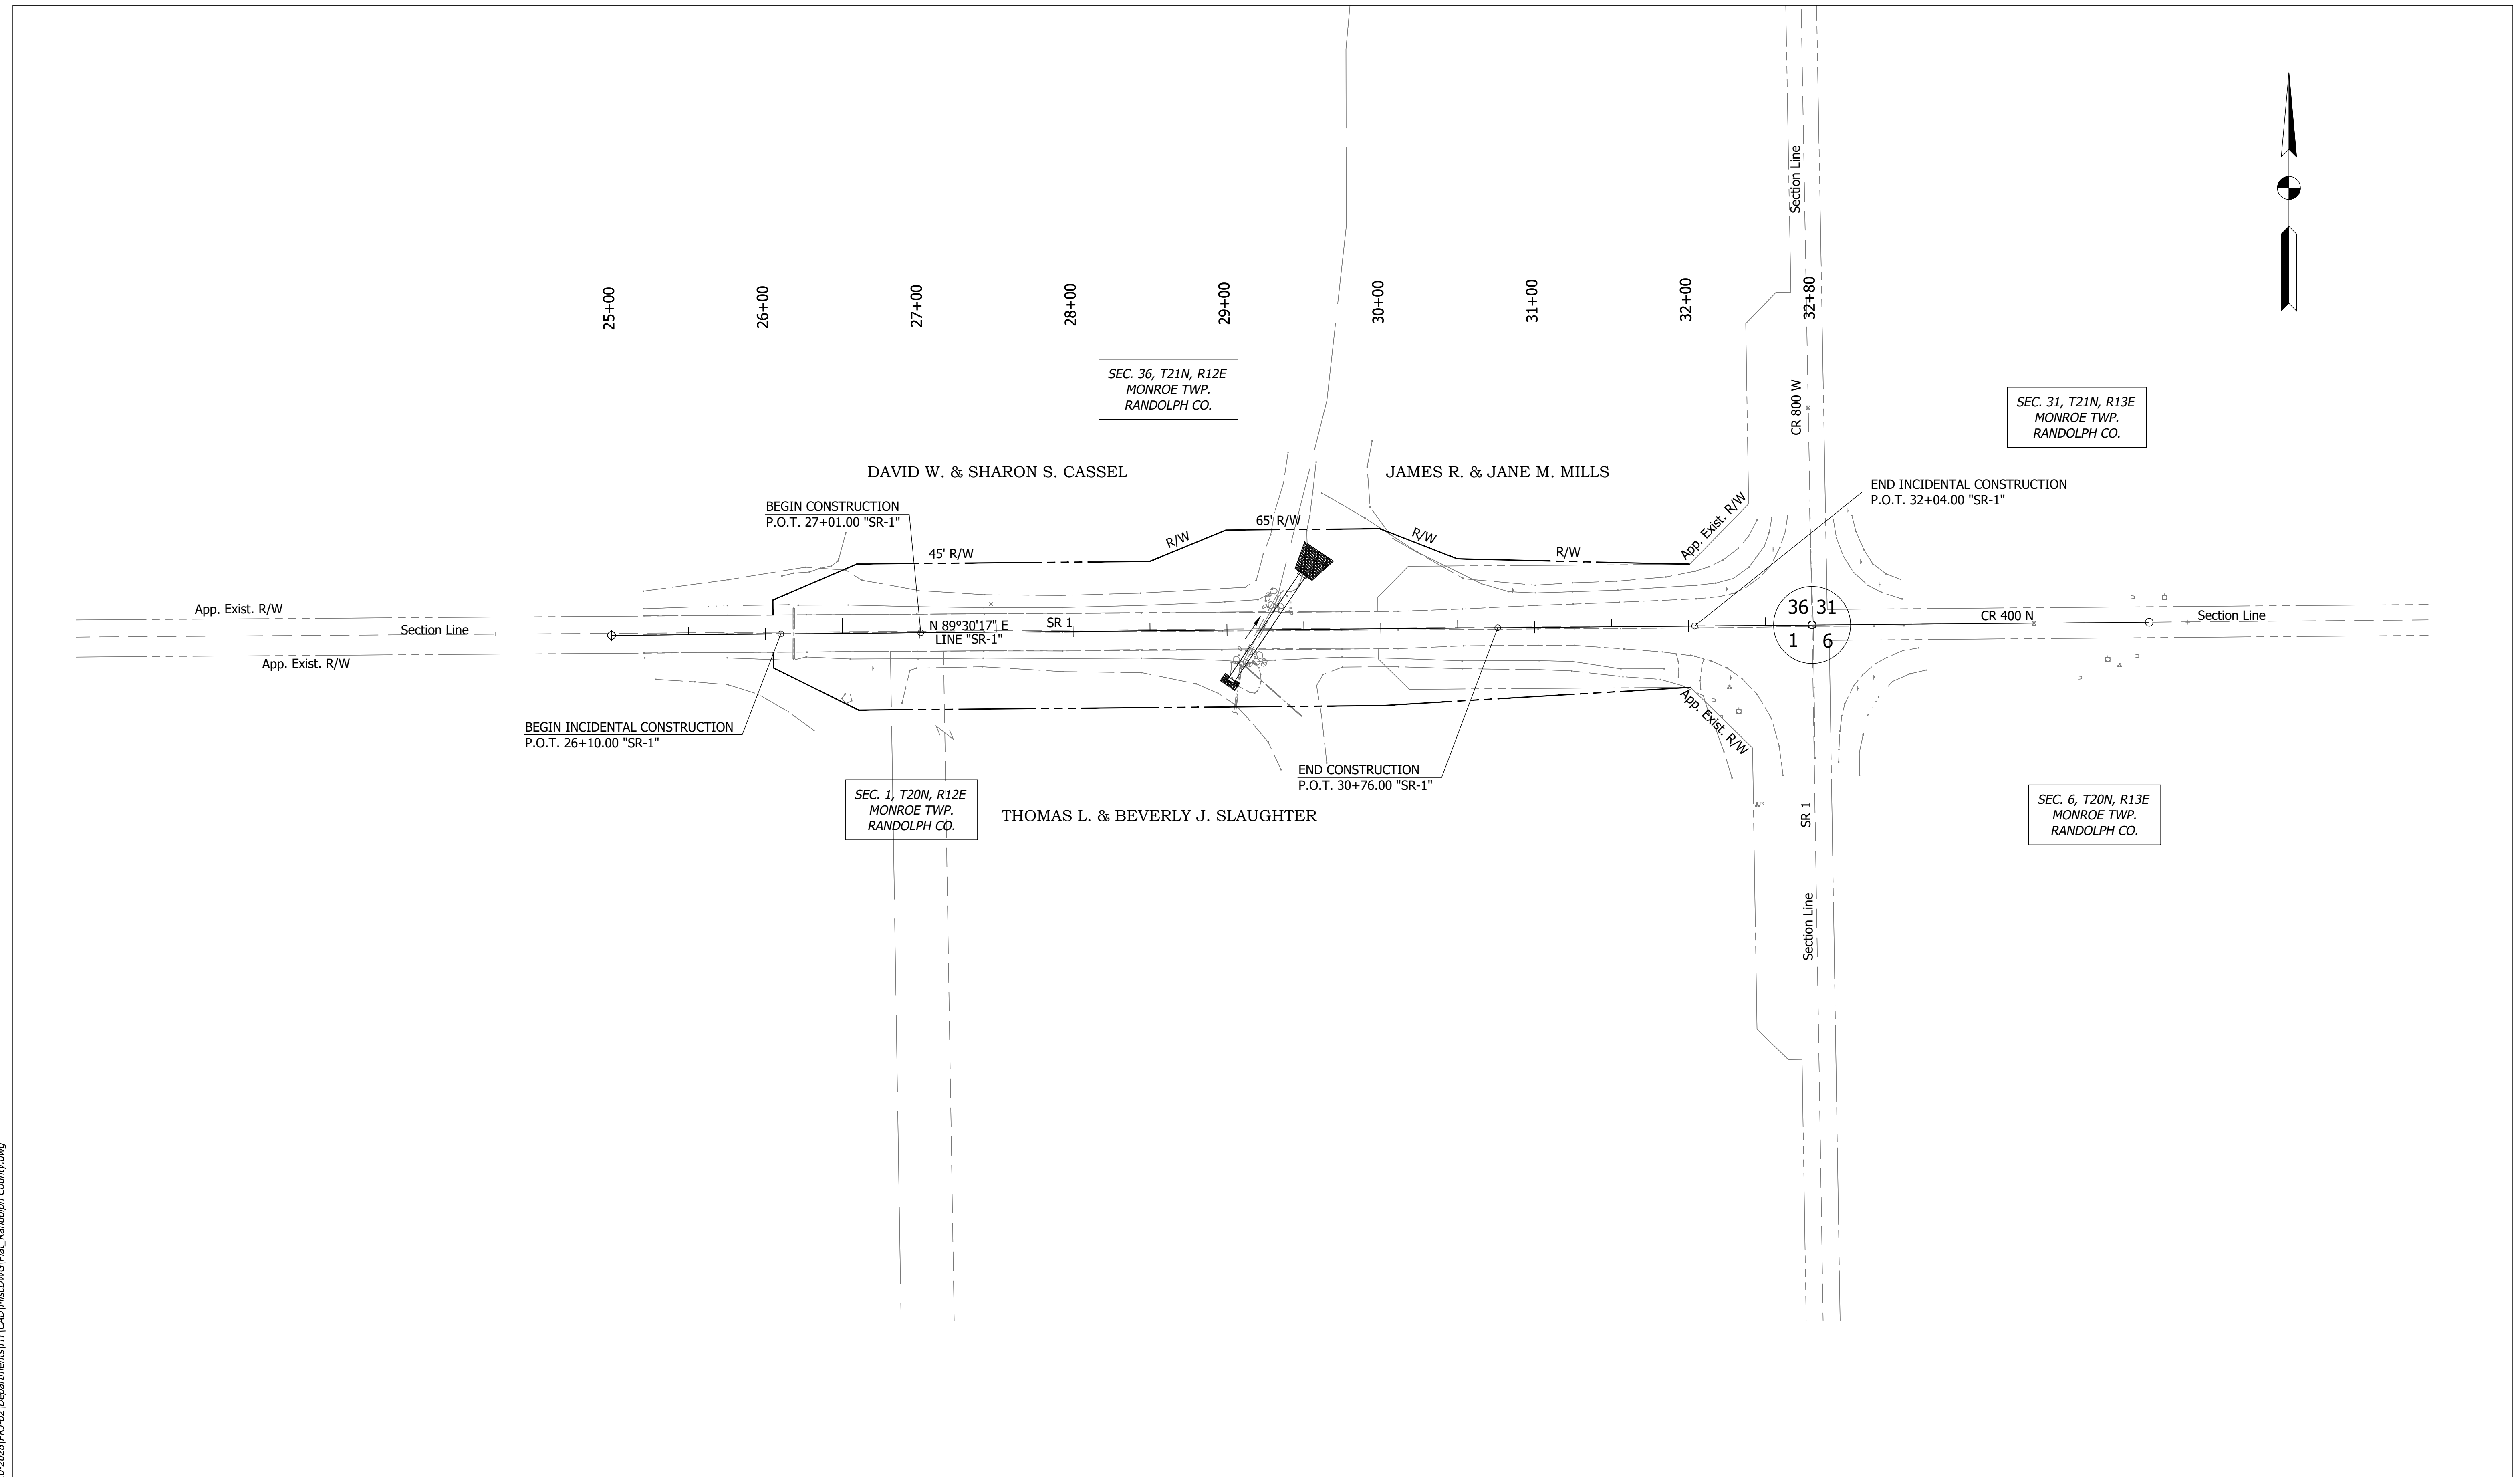 Section Line
25+00
26+00
27+00
28+00
29+00
30+00
31+00
32+00
32+80
SEC. 36, T21N, R12E
MONROE TWP.
RANDOLPH CO.
CR 800 W
SEC. 31, T21N, R13E
MONROE TWP.
RANDOLPH CO.
DAVID W. & SHARON S. CASSEL
JAMES R. & JANE M. MILLS
BEGIN CONSTRUCTION
P.O.T. 27+01.00 "SR-1"
END INCIDENTAL CONSTRUCTION
P.O.T. 32+04.00 "SR-1"
45' R/W
R/W
65' R/W
R/W
R/W
App. Exist. R/W
App. Exist. R/W
Section Line
N 89°30'17" E
LINE "SR-1"
SR 1
36 31
1 6
CR 400 N
Section Line
App. Exist. R/W
App. Exist. R/W
BEGIN INCIDENTAL CONSTRUCTION
P.O.T. 26+10.00 "SR-1"
END CONSTRUCTION
P.O.T. 30+76.00 "SR-1"
SEC. 1, T20N, R12E
MONROE TWP.
RANDOLPH CO.
THOMAS L. & BEVERLY J. SLAUGHTER
SR 1
SEC. 6, T20N, R13E
MONROE TWP.
RANDOLPH CO.
Section Line